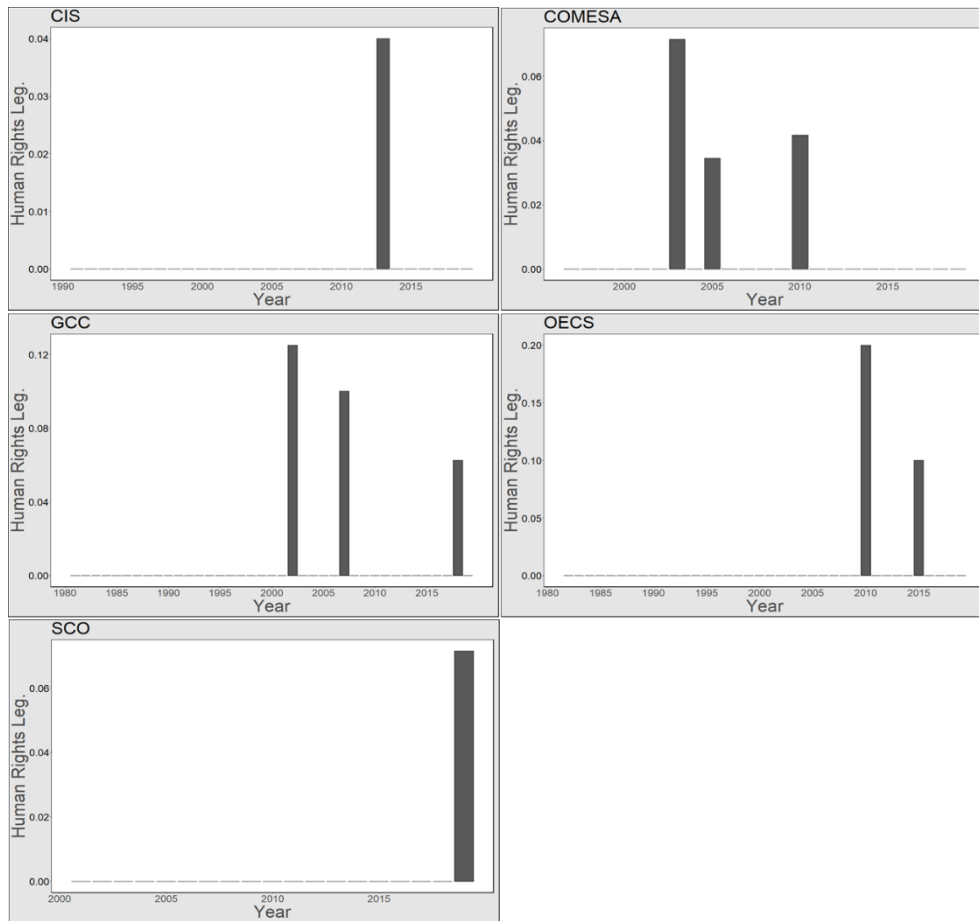 CIS
Human Rights Leg.
0.04
0.03
0.02
0.01
0.00
1990 1995 2000 2005 2010 2015
Year
COMESA
Human Rights Leg.
0.06
0.04
0.02
0.00
2000 2005 2010 2015
Year
GCC
Human Rights Leg.
0.12
0.08
0.04
0.00
1980 1985 1990 1995 2000 2005 2010 2015
Year
OECS
Human Rights Leg.
0.20
0.15
0.10
0.05
0.00
1980 1985 1990 1995 2000 2005 2010 2015
Year
SCO
Human Rights Leg.
0.06
0.04
0.02
0.00
2000 2005 2010 2015
Year